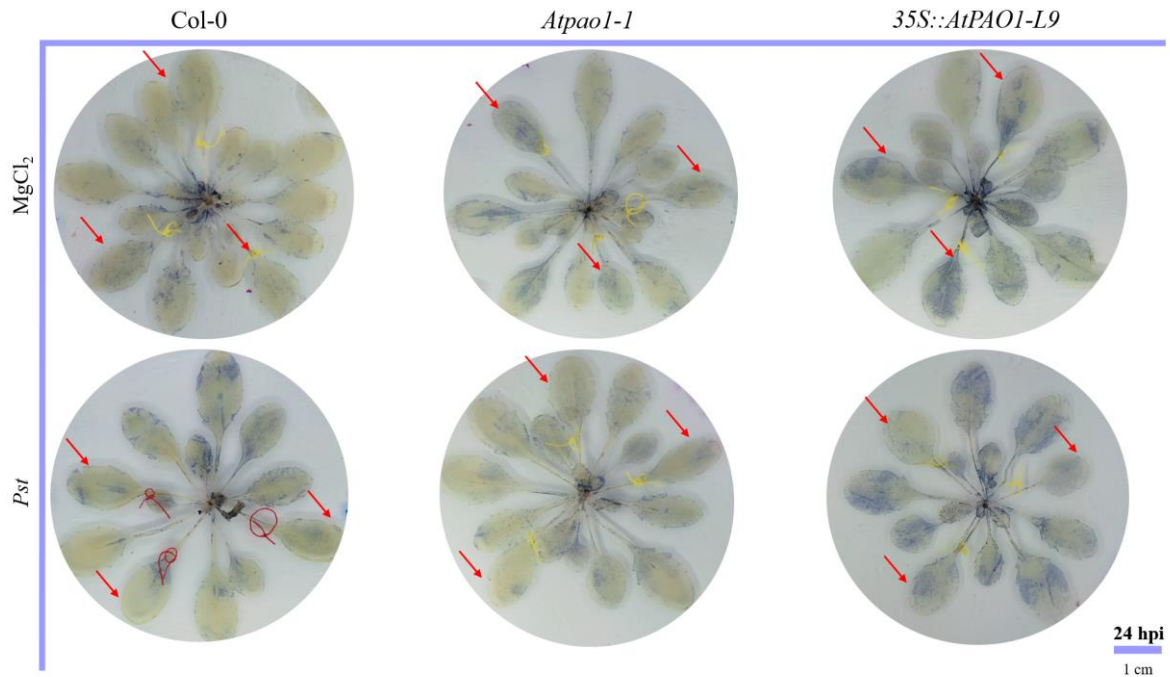 Col-0
Atpao1-1
35S::AtPAO1-L9
MgCl₂
Pst
24 hpi
1 cm